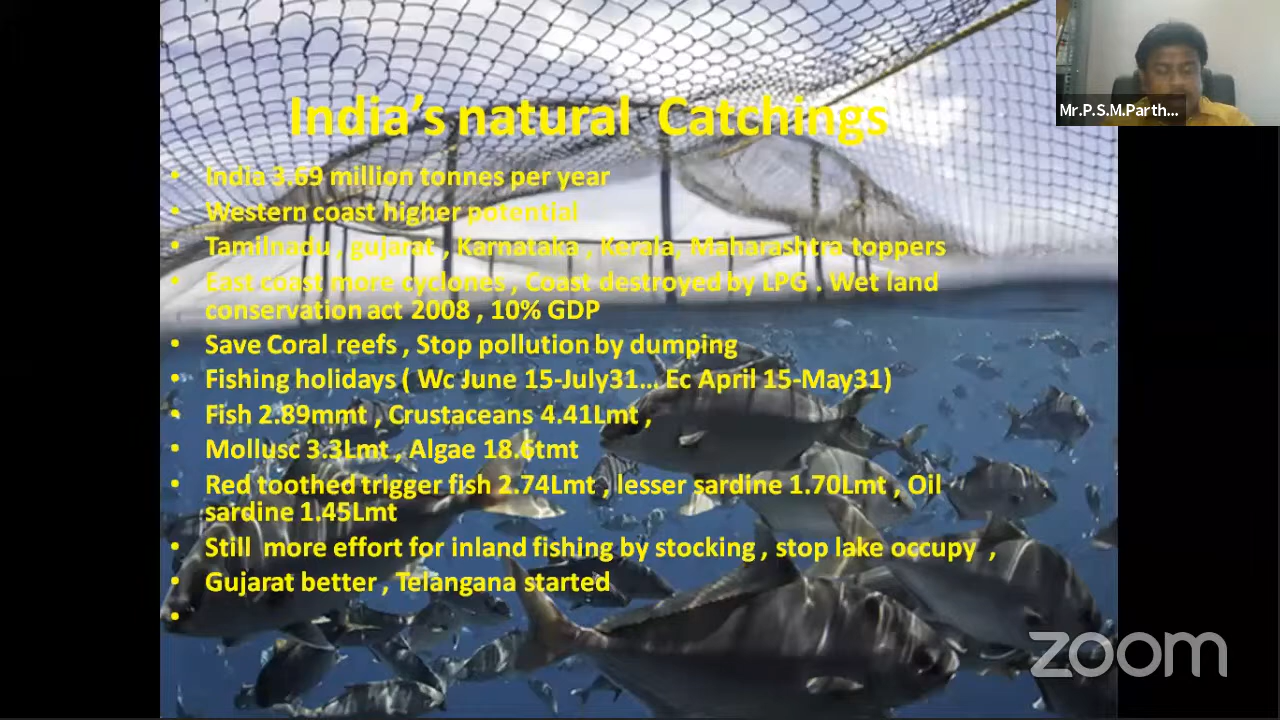 India's natural Catchings
Mr.P.S.M.Parth...
• India 3.69 million tonnes per year
• Western coast higher potential
• Tamilnadu , gujarat , Karnataka , Kerala, Maharashtra toppers
• East coast more cyclones , Coast destroyed by LPG . Wet land
conservation act 2008 , 10% GDP
• Save Coral reefs , Stop pollution by dumping
• Fishing holidays ( Wc June 15-July31... Ec April 15-May31)
• Fish 2.89mmt , Crustaceans 4.41Lmt ,
• Mollusc 3.3Lmt , Algae 18.6tmt
• Red toothed trigger fish 2.74Lmt , lesser sardine 1.70Lmt , Oil
sardine 1.45Lmt
• Still more effort for inland fishing by stocking , stop lake occupy ,
• Gujarat better , Telangana started
•
zoom